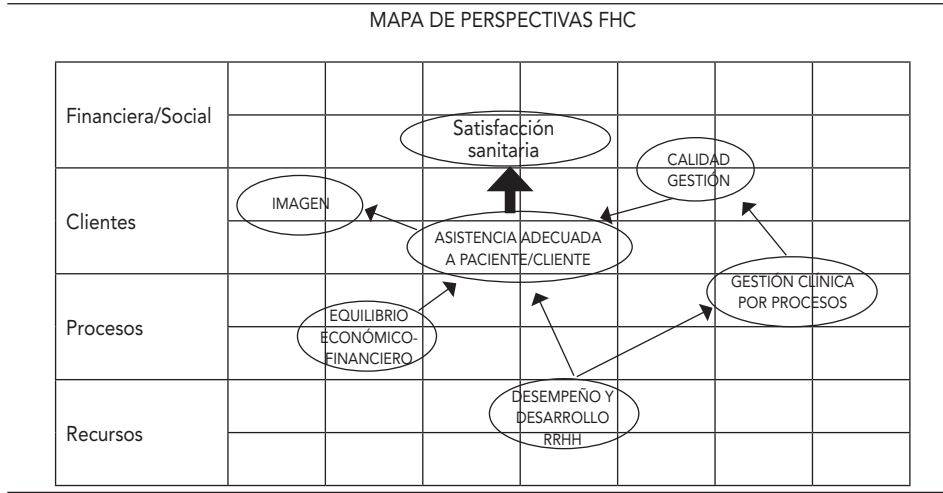 MAPA DE PERSPECTIVAS FHC
Financiera/Social
Satisfacción
sanitaria
CALIDAD
GESTIÓN
IMAGEN
Clientes
ASISTENCIA ADECUADA
A PACIENTE/CLIENTE
GESTIÓN CLÍNICA
POR PROCESOS
EQUILIBRIO
ECONÓMICO-
FINANCIERO
Procesos
DESEMPEÑO Y
DESARROLLO
RRHH
Recursos